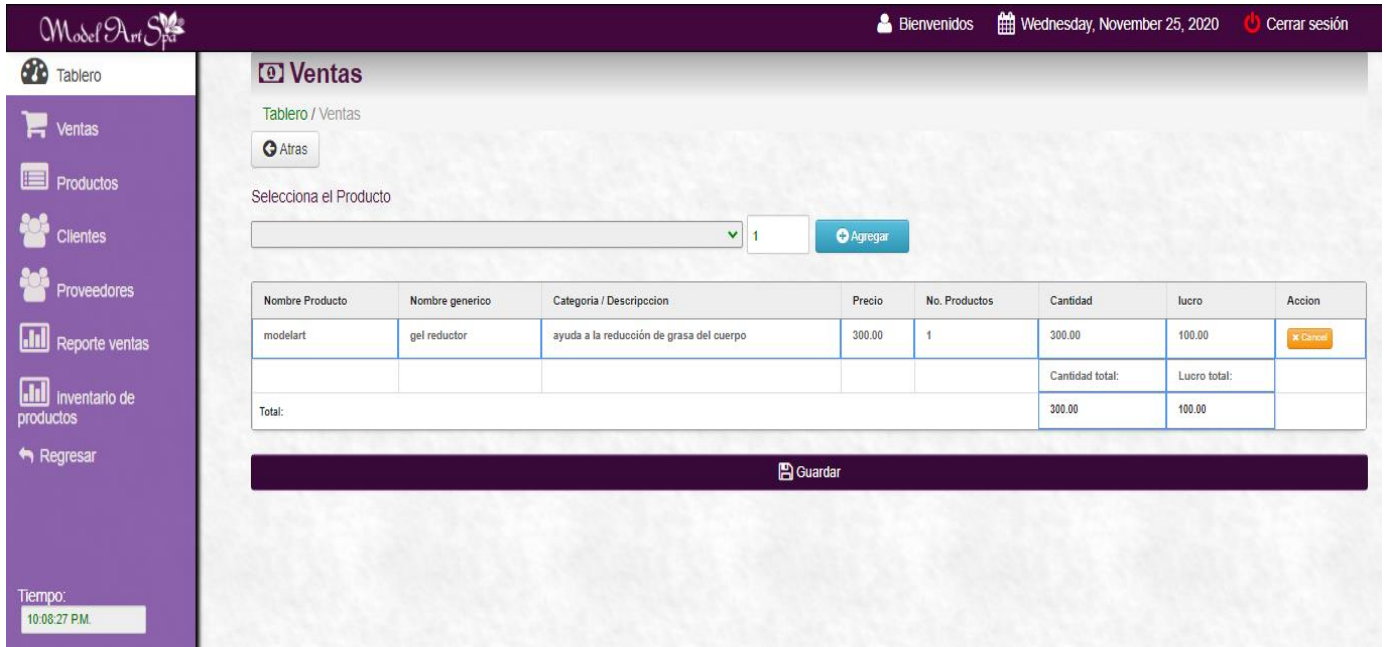 Model Art Spa
Bienvenidos Wednesday, November 25, 2020 Cerrar sesión
Tablero
Ventas
Productos
Clientes
Proveedores
Reporte ventas
inventario de
productos
Regresar
Tiempo:
10:08:27 P.M.
Ventas
Tablero / Ventas
Atras
Selecciona el Producto
1 Agregar
Nombre Producto Nombre generico Categoria / Descripccion Precio No. Productos Cantidad lucro Accion
modelart gel reductor ayuda a la reducción de grasa del cuerpo 300.00 1 300.00 100.00 Cancel
Cantidad total: Lucro total:
Total: 300.00 100.00
Guardar